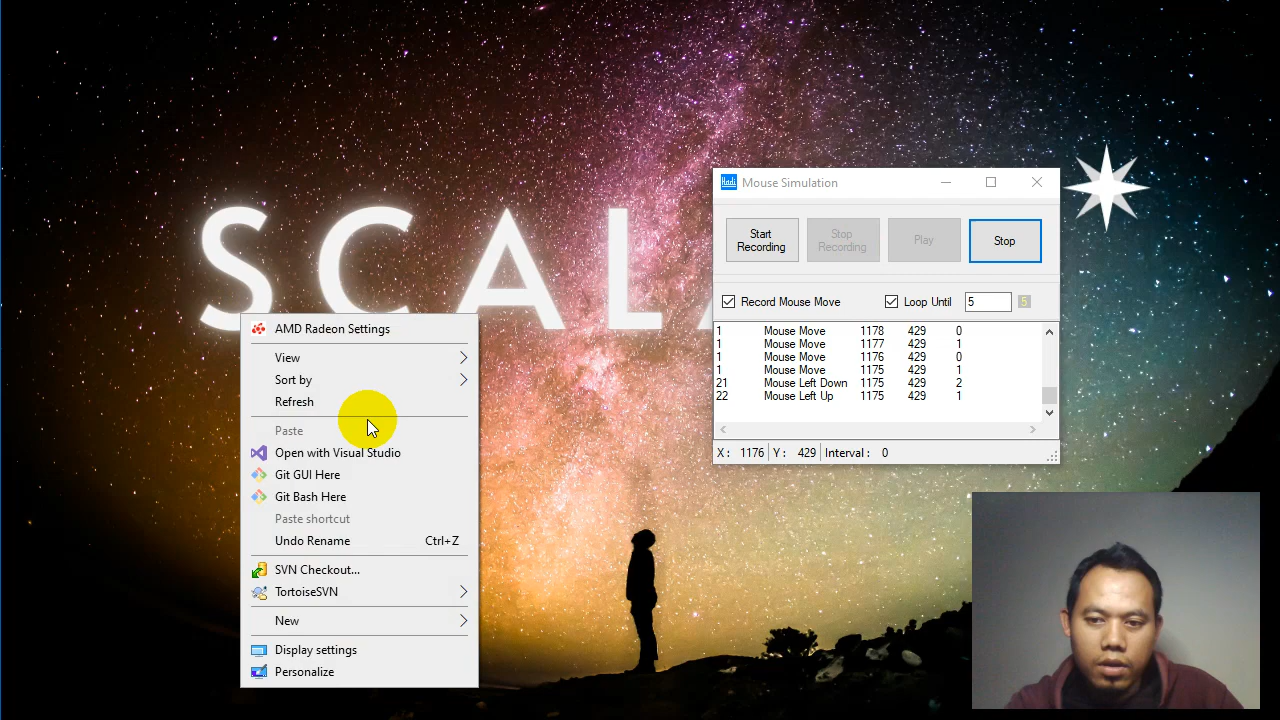 SCALA
Mouse Simulation
Start Recording
Stop Recording
Play
Stop
Record Mouse Move
Loop Until
5
5
1 Mouse Move 1178 429 0
1 Mouse Move 1177 429 1
1 Mouse Move 1176 429 0
1 Mouse Move 1175 429 1
21 Mouse Left Down 1175 429 2
22 Mouse Left Up 1175 429 1
X: 1176 Y: 429 Interval: 0
AMD Radeon Settings
View
Sort by
Refresh
Paste
Open with Visual Studio
Git GUI Here
Git Bash Here
Paste shortcut
Undo Rename Ctrl+Z
SVN Checkout...
TortoiseSVN
New
Display settings
Personalize